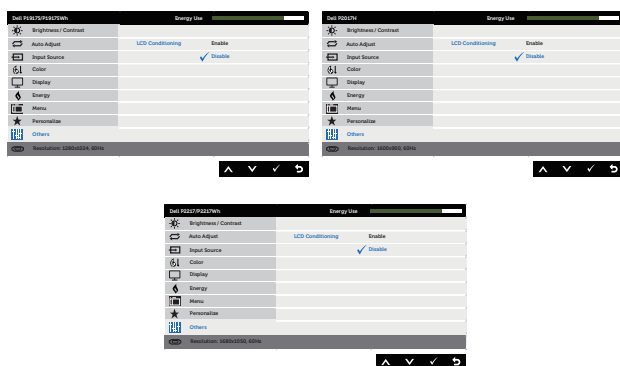 Dell P1917S/P1917SWh Energy Use
Brightness / Contrast
Auto Adjust LCD Conditioning Enable
Input Source Disable
Color
Display
Energy
Menu
Personalize
Others
Resolution: 1280x1024, 60Hz
Dell P2017H Energy Use
Brightness / Contrast
Auto Adjust LCD Conditioning Enable
Input Source Disable
Color
Display
Energy
Menu
Personalize
Others
Resolution: 1600x900, 60Hz
Dell P2217/P2217Wh Energy Use
Brightness / Contrast
Auto Adjust LCD Conditioning Enable
Input Source Disable
Color
Display
Energy
Menu
Personalize
Others
Resolution: 1680x1050, 60Hz